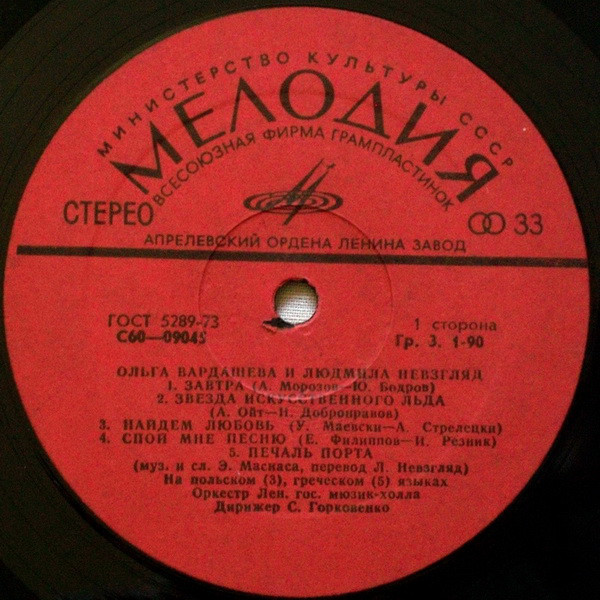 МИНИСТЕРСТВО КУЛЬТУРЫ СССР
МЕЛОДИЯ
ВСЕСОЮЗНАЯ ФИРМА ГРАМПЛАСТИНОК
СТЕРЕО
33
АПРЕЛЕВСКИЙ ОРДЕНА ЛЕНИНА ЗАВОД
ГОСТ 5289-73
1 сторона
С60—09045
Гр. 3. 1-90
ОЛЬГА ВАРДАШЕВА И ЛЮДМИЛА НЕВЗГЛЯД
1. ЗАВТРА (А. Морозов—Ю. Бодров)
2. ЗВЕЗДА ИСКУССТВЕННОГО ЛЬДА
(А. Ойт—Н. Добронравов)
3. НАЙДЕМ ЛЮБОВЬ (У. Маевски—А. Стрелецки)
4. СПОЙ МНЕ ПЕСНЮ (Е. Филиппов—И. Резник)
5. ПЕЧАЛЬ ПОРТА
(муз. и сл. Э. Маснаса, перевод Л. Невзгляд)
На польском (3), греческом (5) языках
Оркестр Лен. гос. мюзик-холла
Дирижер С. Горковенко